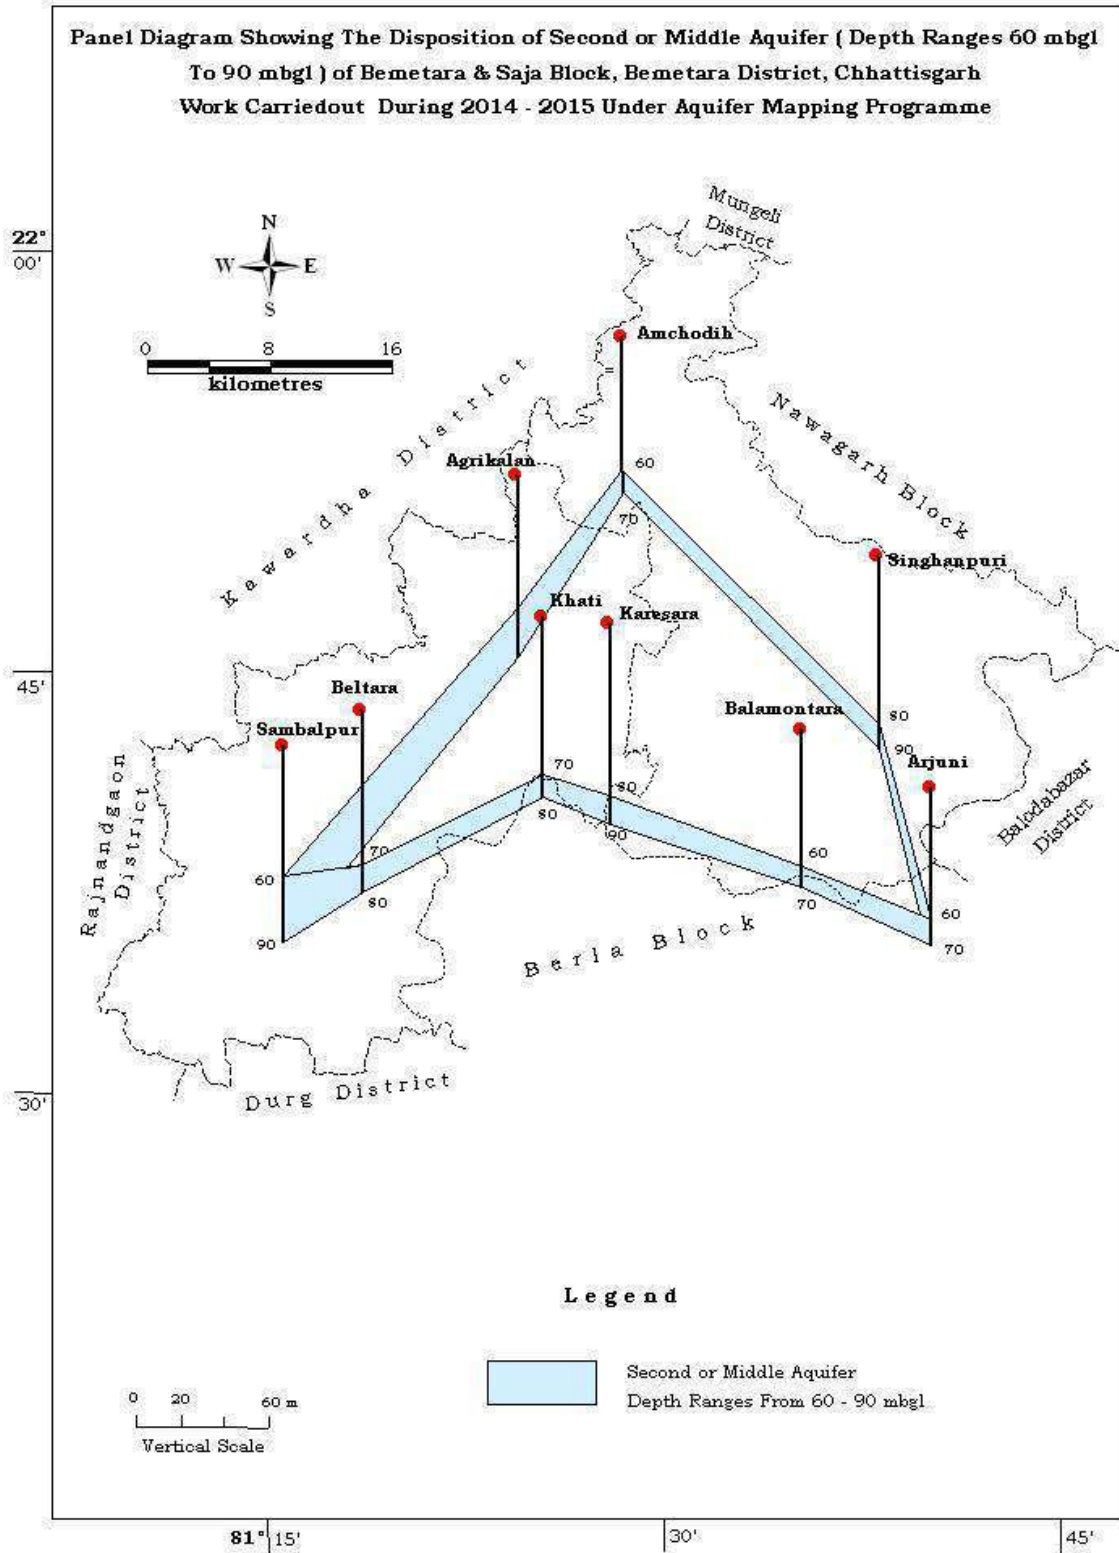 Panel Diagram Showing The Disposition of Second or Middle Aquifer ( Depth Ranges 60 mbgl
To 90 mbgl ) of Bemetara & Saja Block, Bemetara District, Chhattisgarh
Work Carriedout During 2014 - 2015 Under Aquifer Mapping Programme
Mungeli
District
22°
00'
N
W E
S
0 8 16
kilometres
Amchodih
=
Kawardha District
Nawagarh Block
Agrikalan
60
70
Singhanpuri
Khati
Karesara
45'
Beltara
Sambalpur
Balamontara
80
90
Arjuni
Rajnandgaon
District
Balodabazar
District
70
80
80
90
70
80
60
90
60
70
60
70
Berla Block
30'
Durg District
Legend
Second or Middle Aquifer
Depth Ranges From 60 - 90 mbgl
0 20 60 m
Vertical Scale
81° 15' 30' 45'